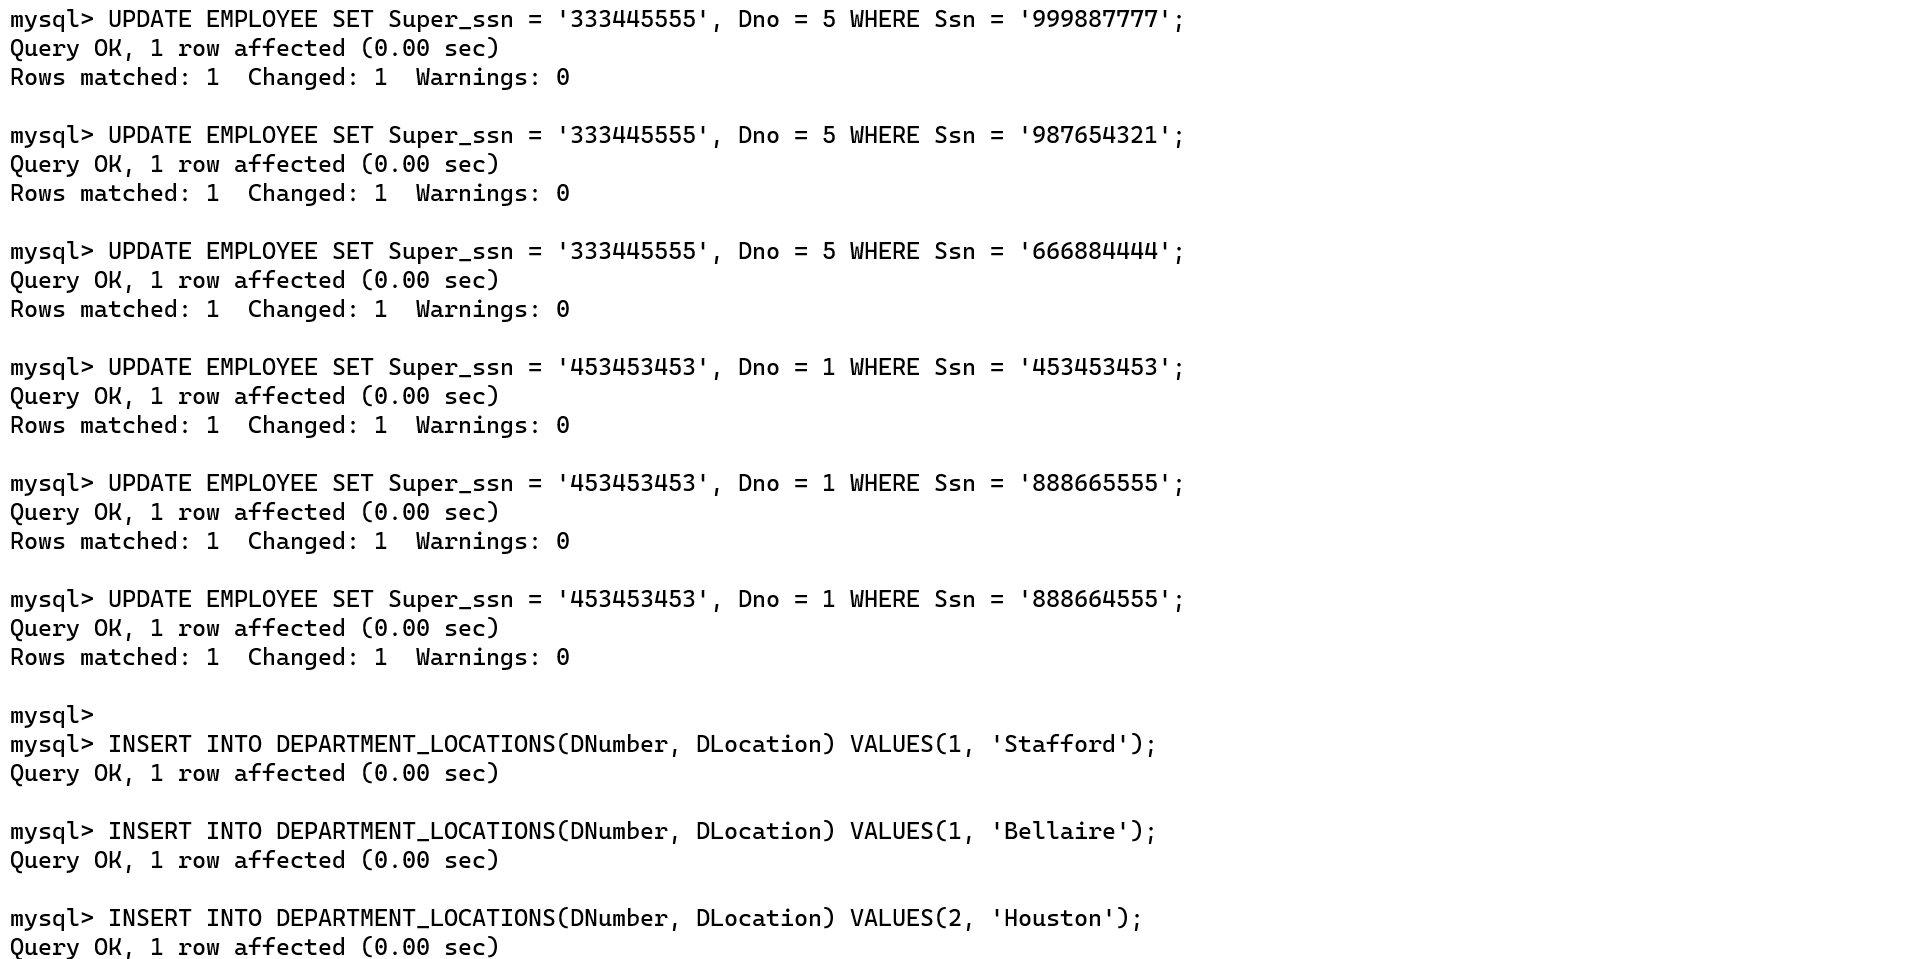 mysql> UPDATE EMPLOYEE SET Super_ssn = '333445555', Dno = 5 WHERE Ssn = '999887777';
Query OK, 1 row affected (0.00 sec)
Rows matched: 1  Changed: 1  Warnings: 0

mysql> UPDATE EMPLOYEE SET Super_ssn = '333445555', Dno = 5 WHERE Ssn = '987654321';
Query OK, 1 row affected (0.00 sec)
Rows matched: 1  Changed: 1  Warnings: 0

mysql> UPDATE EMPLOYEE SET Super_ssn = '333445555', Dno = 5 WHERE Ssn = '666884444';
Query OK, 1 row affected (0.00 sec)
Rows matched: 1  Changed: 1  Warnings: 0

mysql> UPDATE EMPLOYEE SET Super_ssn = '453453453', Dno = 1 WHERE Ssn = '453453453';
Query OK, 1 row affected (0.00 sec)
Rows matched: 1  Changed: 1  Warnings: 0

mysql> UPDATE EMPLOYEE SET Super_ssn = '453453453', Dno = 1 WHERE Ssn = '888665555';
Query OK, 1 row affected (0.00 sec)
Rows matched: 1  Changed: 1  Warnings: 0

mysql> UPDATE EMPLOYEE SET Super_ssn = '453453453', Dno = 1 WHERE Ssn = '888664555';
Query OK, 1 row affected (0.00 sec)
Rows matched: 1  Changed: 1  Warnings: 0

mysql>
mysql> INSERT INTO DEPARTMENT_LOCATIONS(DNumber, DLocation) VALUES(1, 'Stafford');
Query OK, 1 row affected (0.00 sec)

mysql> INSERT INTO DEPARTMENT_LOCATIONS(DNumber, DLocation) VALUES(1, 'Bellaire');
Query OK, 1 row affected (0.00 sec)

mysql> INSERT INTO DEPARTMENT_LOCATIONS(DNumber, DLocation) VALUES(2, 'Houston');
Query OK, 1 row affected (0.00 sec)